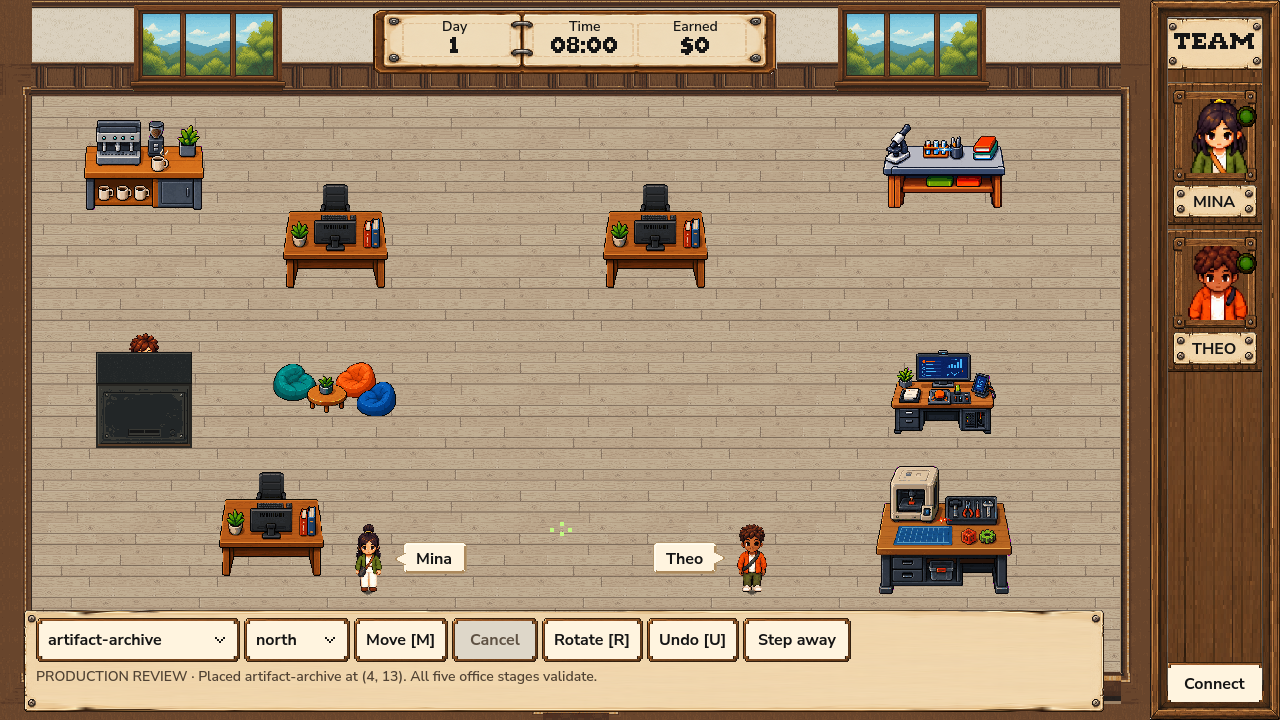 Day
1
Time
08:00
Earned
$0
TEAM
MINA
THEO
Mina
Theo
artifact-archive
north
Move [M]
Cancel
Rotate [R]
Undo [U]
Step away
PRODUCTION REVIEW · Placed artifact-archive at (4, 13). All five office stages validate.
Connect